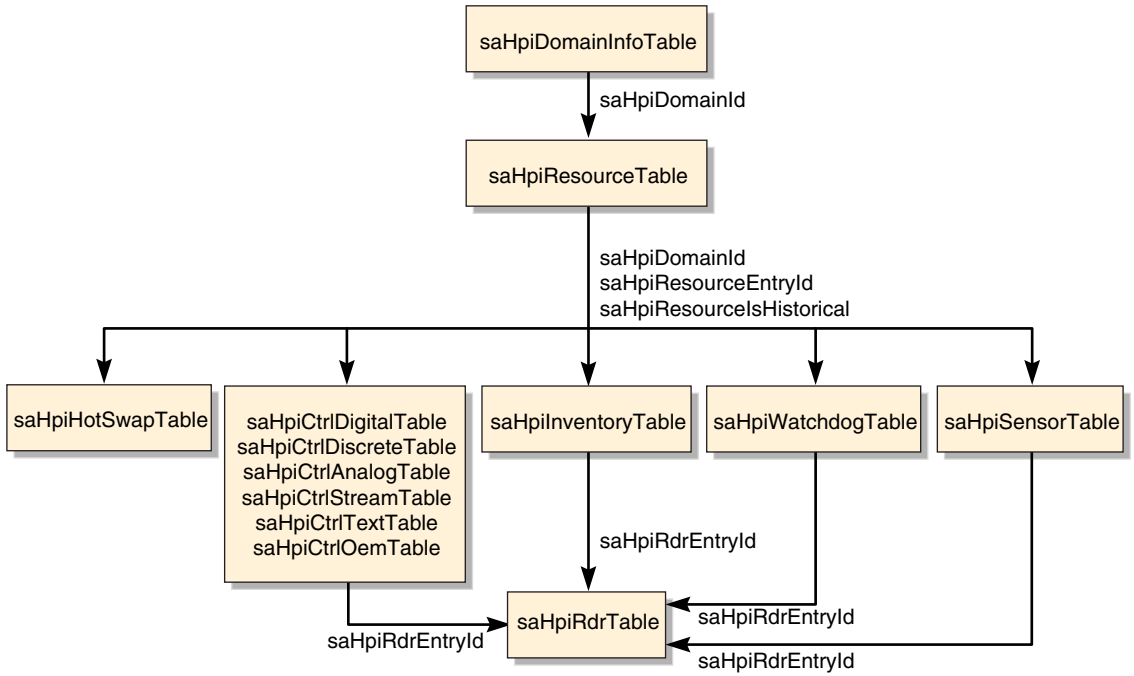 saHpiDomainInfoTable
saHpiDomainId
saHpiResourceTable
saHpiDomainId
saHpiResourceEntryId
saHpiResourceIsHistorical
saHpiHotSwapTable
saHpiCtrlDigitalTable
saHpiCtrlDiscreteTable
saHpiCtrlAnalogTable
saHpiCtrlStreamTable
saHpiCtrlTextTable
saHpiCtrlOemTable
saHpiInventoryTable
saHpiWatchdogTable
saHpiSensorTable
saHpiRdrEntryId
saHpiRdrEntryId
saHpiRdrTable
saHpiRdrEntryId
saHpiRdrEntryId